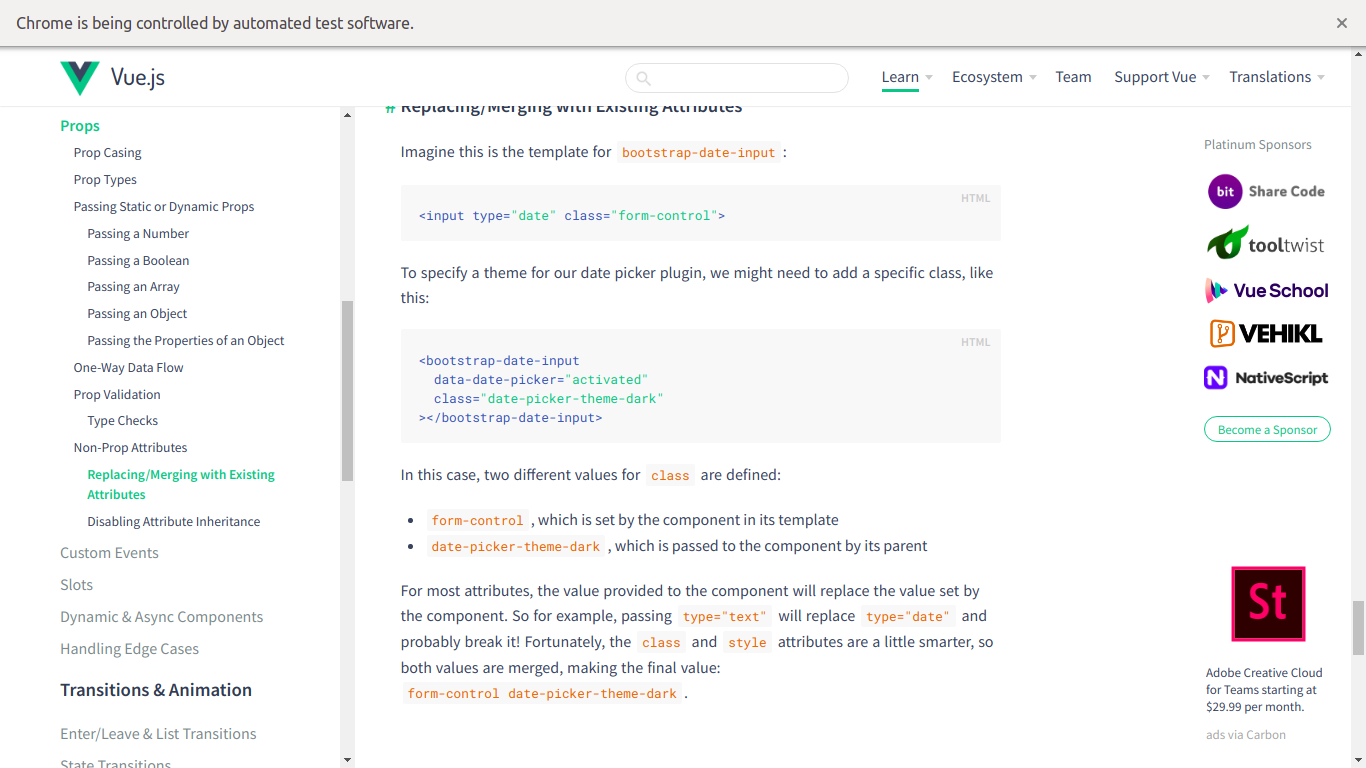 Chrome is being controlled by automated test software.
Vue.js
Learn
Ecosystem
Team
Support Vue
Translations
Props
Prop Casing
Prop Types
Passing Static or Dynamic Props
Passing a Number
Passing a Boolean
Passing an Array
Passing an Object
Passing the Properties of an Object
One-Way Data Flow
Prop Validation
Type Checks
Non-Prop Attributes
Replacing/Merging with Existing
Attributes
Disabling Attribute Inheritance
Custom Events
Slots
Dynamic & Async Components
Handling Edge Cases
Transitions & Animation
Enter/Leave & List Transitions
State Transitions
# Replacing/Merging with Existing Attributes
Imagine this is the template for bootstrap-date-input :
HTML
<input type="date" class="form-control">
To specify a theme for our date picker plugin, we might need to add a specific class, like
this:
HTML
<bootstrap-date-input
data-date-picker="activated"
class="date-picker-theme-dark"
></bootstrap-date-input>
In this case, two different values for class are defined:
• form-control , which is set by the component in its template
• date-picker-theme-dark , which is passed to the component by its parent
For most attributes, the value provided to the component will replace the value set by
the component. So for example, passing type="text" will replace type="date" and
probably break it! Fortunately, the class and style attributes are a little smarter, so
both values are merged, making the final value:
form-control date-picker-theme-dark .
Platinum Sponsors
bit Share Code
tooltwist
Vue School
VEHIKL
NativeScript
Become a Sponsor
St
Adobe Creative Cloud
for Teams starting at
$29.99 per month.
ads via Carbon